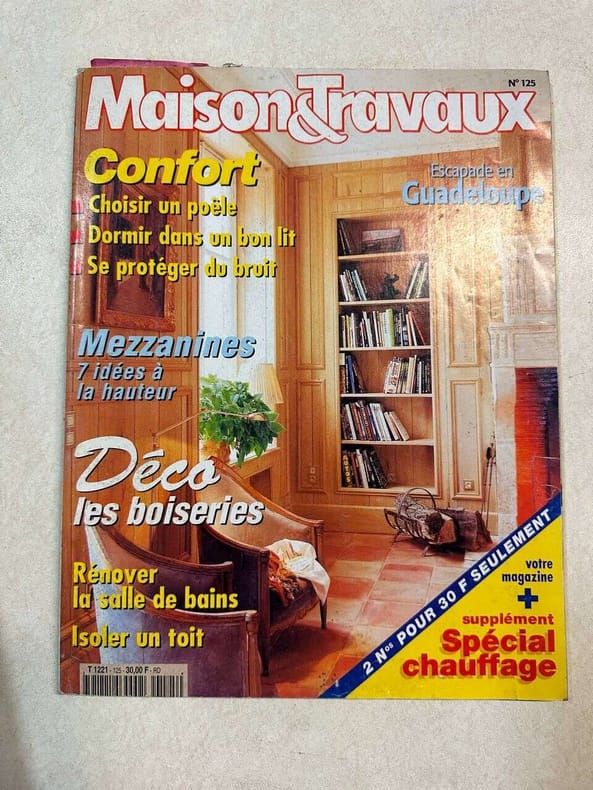 Maison & Travaux
N° 125
Confort
Choisir un poële
Dormir dans un bon lit
Se protéger du bruit
Escapade en
Guadeloupe
Mezzanines
7 idées à
la hauteur
Déco
les boiseries
Rénover
la salle de bains
Isoler un toit
T 1221 - 125 - 30,00 F - RD
2 Nos POUR 30 F SEULEMENT
votre
magazine
+
supplément
Spécial
chauffage
AUTOS